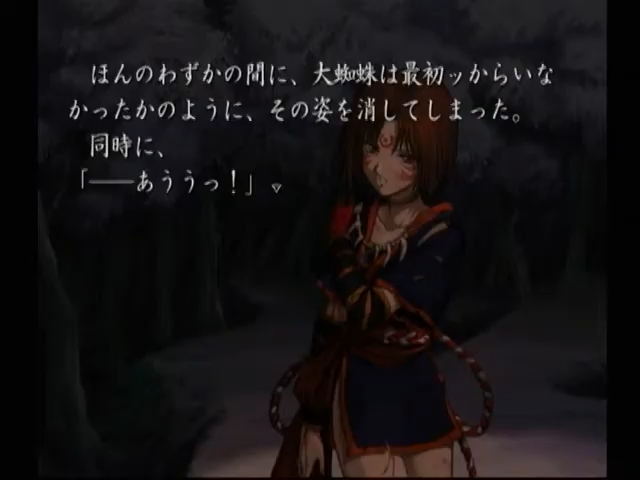 ほんのわずかの間に、大蜘蛛は最初ッからいな
かったかのように、その姿を消してしまった。
同時に、
「――あううっ！」